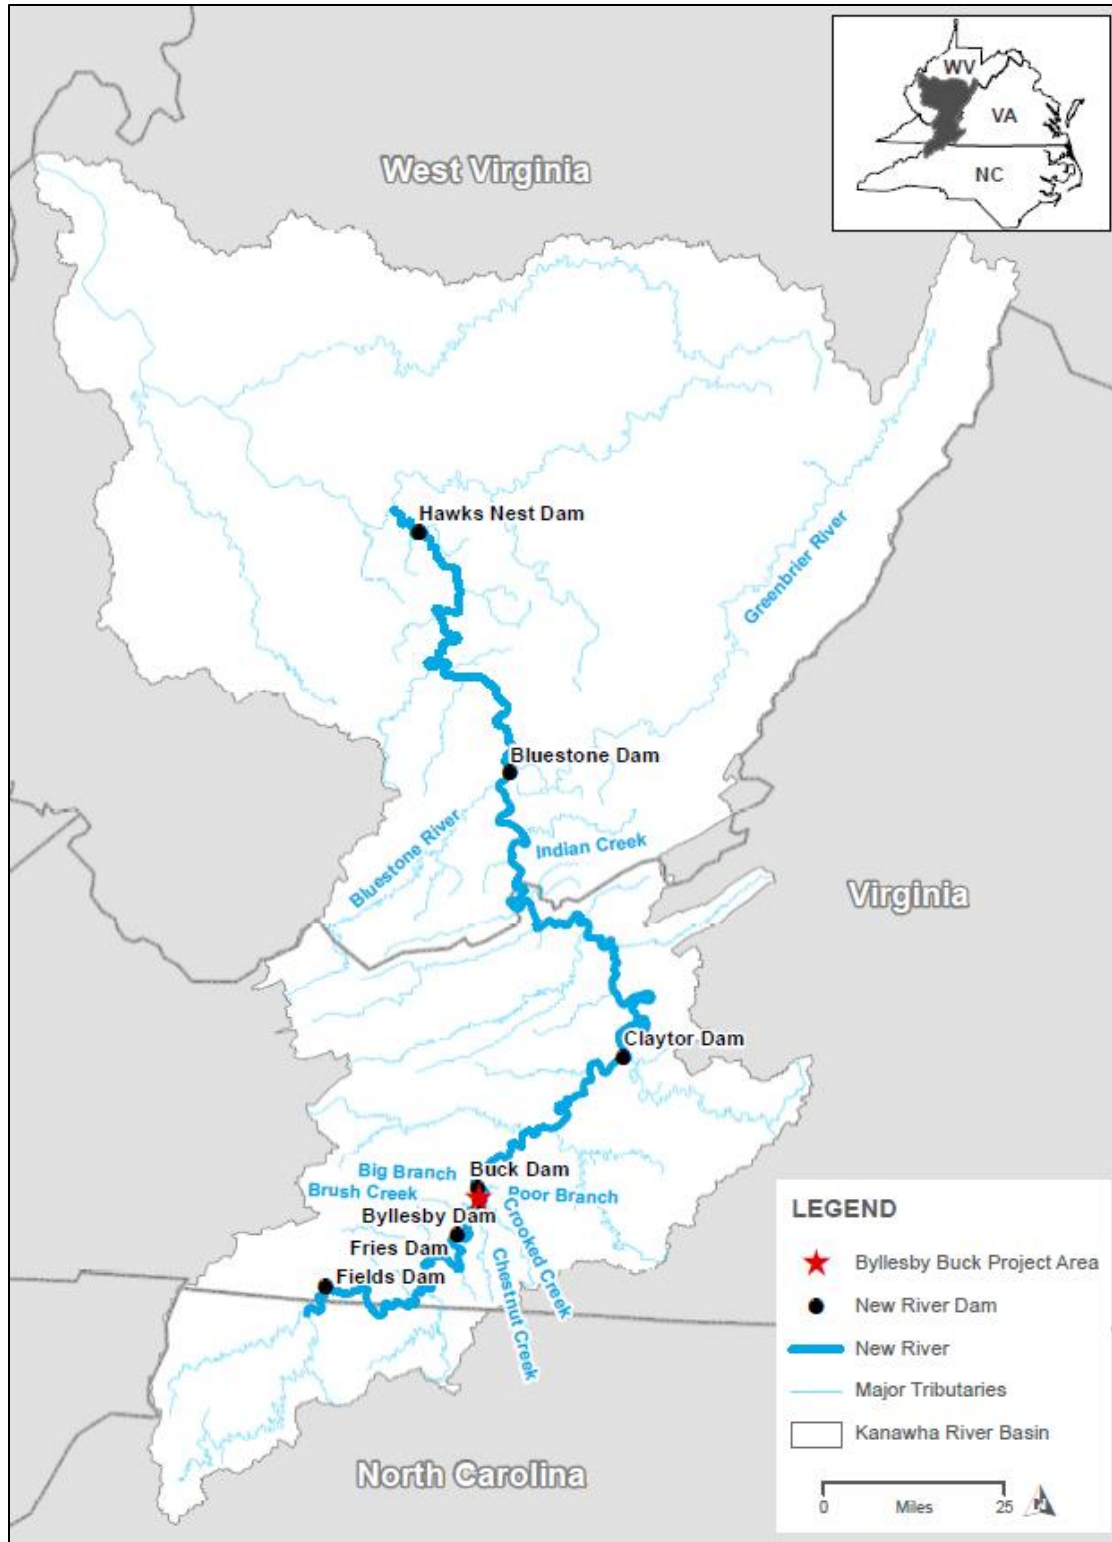 WV
VA
NC
West Virginia
Hawks Nest Dam
Greenbrier River
Bluestone Dam
Bluestone River
Indian Creek
Virginia
Claytor Dam
Big Branch
Buck Dam
Brush Creek
Poor Branch
Byllesby Dam
Crooked Creek
Fries Dam
Chestnut Creek
Fields Dam
North Carolina
LEGEND
Byllesby Buck Project Area
New River Dam
New River
Major Tributaries
Kanawha River Basin
0 Miles 25
N